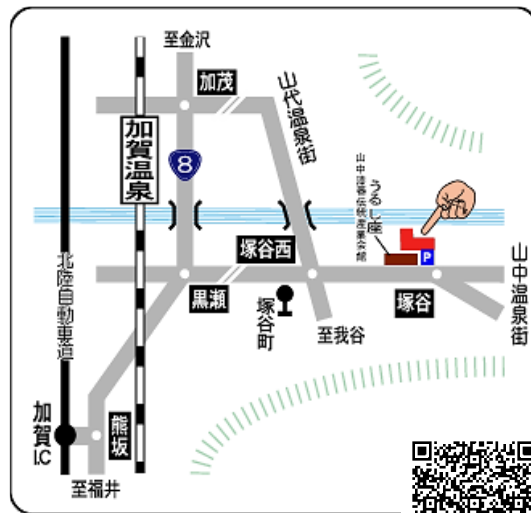 至金沢
加茂
山代温泉街
加賀温泉
8
山中漆器伝統産業会館
うるし座
P
塚谷西
北陸自動車道
黒瀬
塚谷町
塚谷
山中温泉街
至我谷
加賀I.C
熊坂
至福井